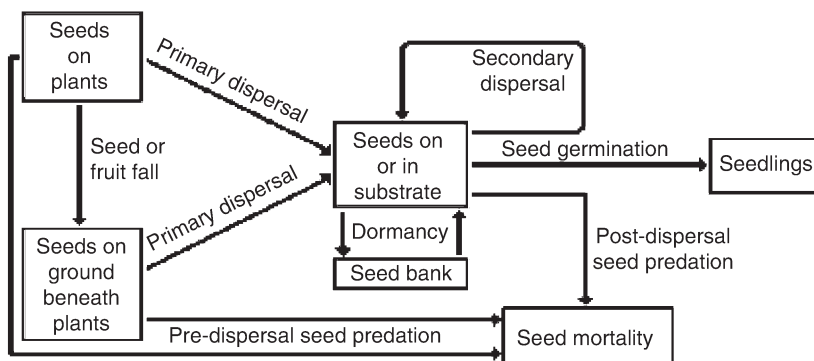 Seeds
on
plants
Primary dispersal
Secondary
dispersal
Seed or
fruit fall
Seeds on
or in
substrate
Seed germination
Seedlings
Primary dispersal
Seeds on
ground
beneath
plants
Dormancy
Seed bank
Post-dispersal
seed predation
Pre-dispersal seed predation
Seed mortality